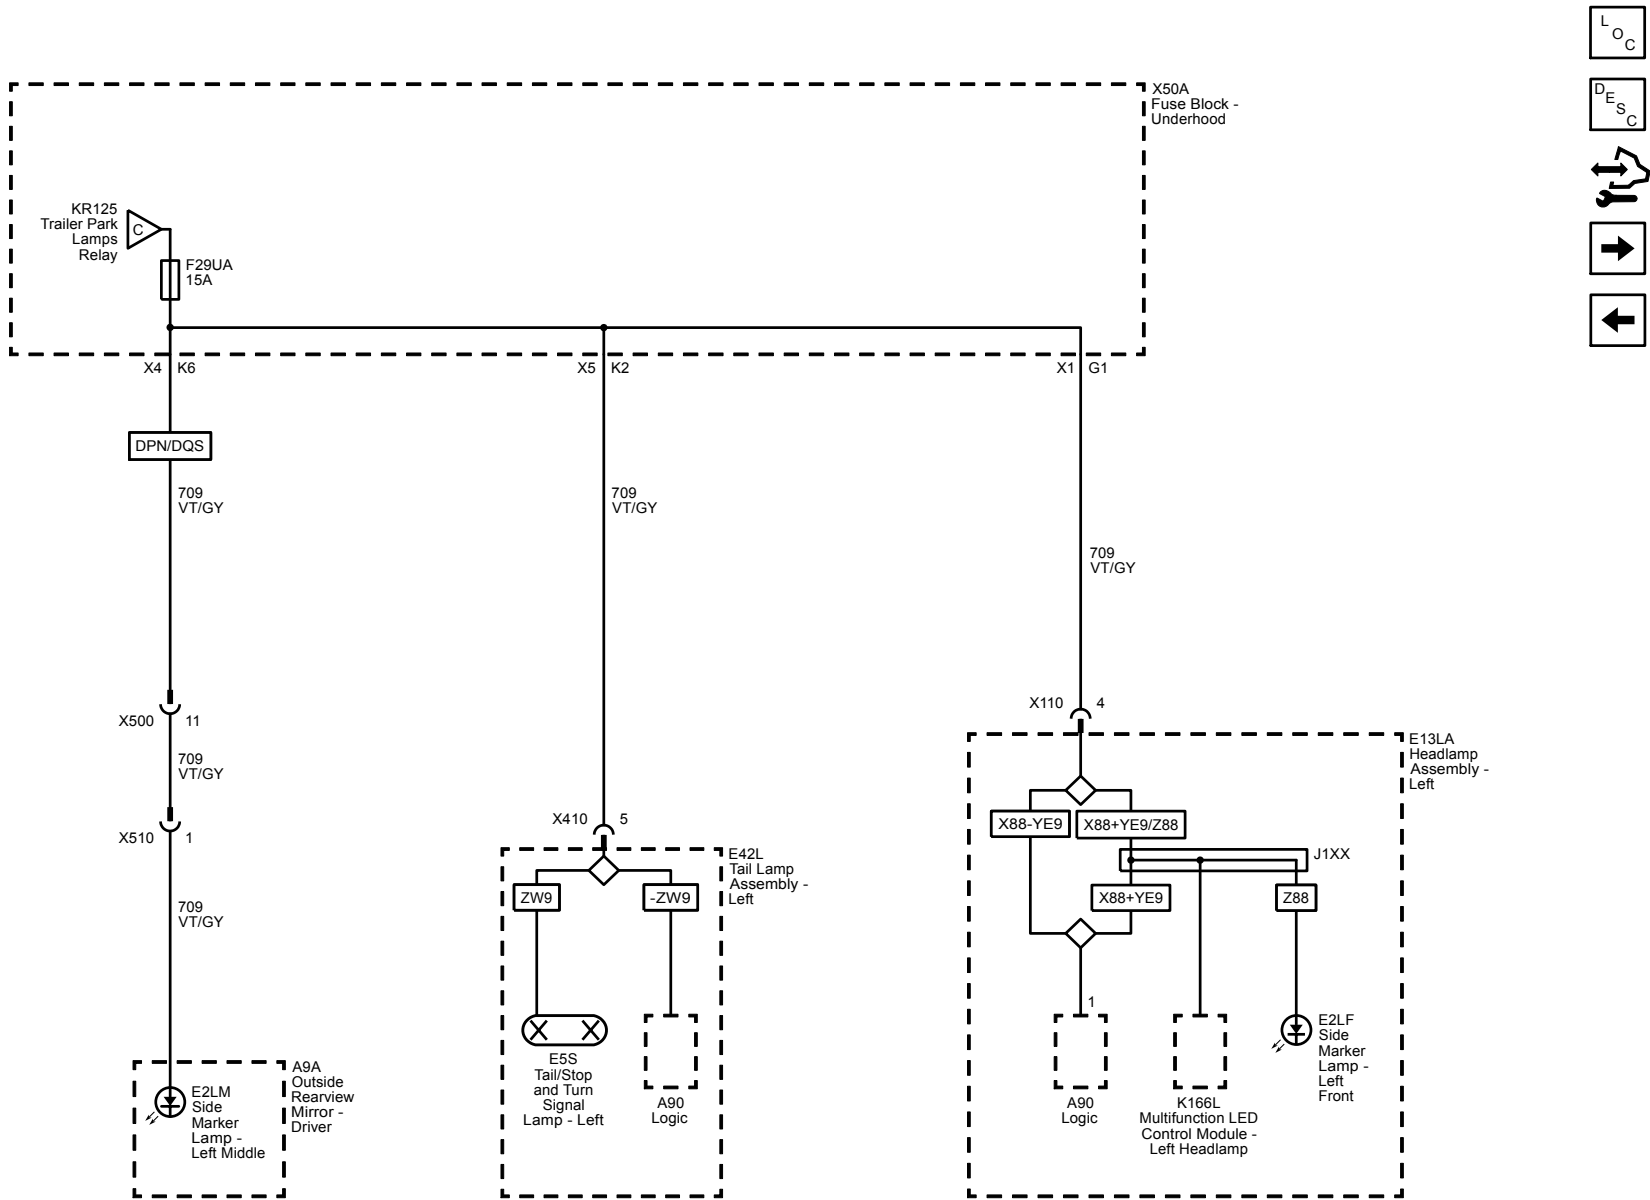 LOC
DESC
X50A
Fuse Block -
Underhood
KR125
Trailer Park
Lamps
Relay
C
F29UA
15A
X4 K6
X5 K2
X1 G1
DPN/DQS
709
VT/GY
709
VT/GY
709
VT/GY
X500 11
709
VT/GY
X510 1
709
VT/GY
A9A
Outside
Rearview
Mirror -
Driver
E2LM
Side
Marker
Lamp -
Left Middle
X410 5
E42L
Tail Lamp
Assembly -
Left
ZW9
-ZW9
E5S
Tail/Stop
and Turn
Signal
Lamp - Left
A90
Logic
X110 4
E13LA
Headlamp
Assembly -
Left
X88-YE9
X88+YE9/Z88
J1XX
X88+YE9
Z88
1
A90
Logic
K166L
Multifunction LED
Control Module -
Left Headlamp
E2LF
Side
Marker
Lamp -
Left
Front